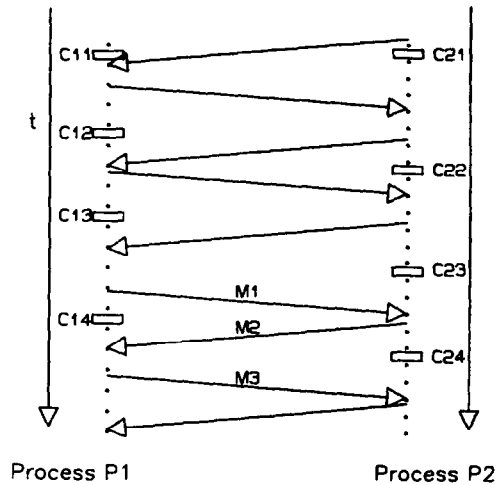 C11 C21
t
C12
C22
C13
C23
M1
C14
M2
C24
M3
Process P1 Process P2